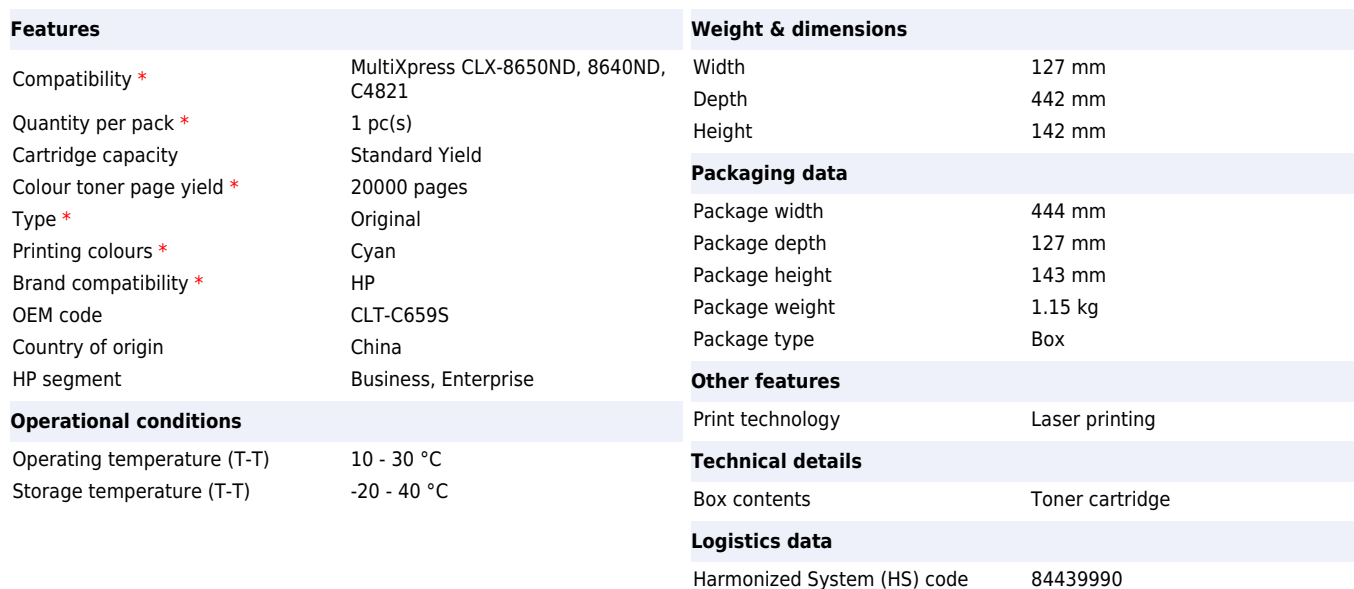 Features
Compatibility * MultiXpress CLX-8650ND, 8640ND,
C4821
Quantity per pack * 1 pc(s)
Cartridge capacity Standard Yield
Colour toner page yield * 20000 pages
Type * Original
Printing colours * Cyan
Brand compatibility * HP
OEM code CLT-C659S
Country of origin China
HP segment Business, Enterprise
Operational conditions
Operating temperature (T-T) 10 - 30 °C
Storage temperature (T-T) -20 - 40 °C
Weight & dimensions
Width 127 mm
Depth 442 mm
Height 142 mm
Packaging data
Package width 444 mm
Package depth 127 mm
Package height 143 mm
Package weight 1.15 kg
Package type Box
Other features
Print technology Laser printing
Technical details
Box contents Toner cartridge
Logistics data
Harmonized System (HS) code 84439990